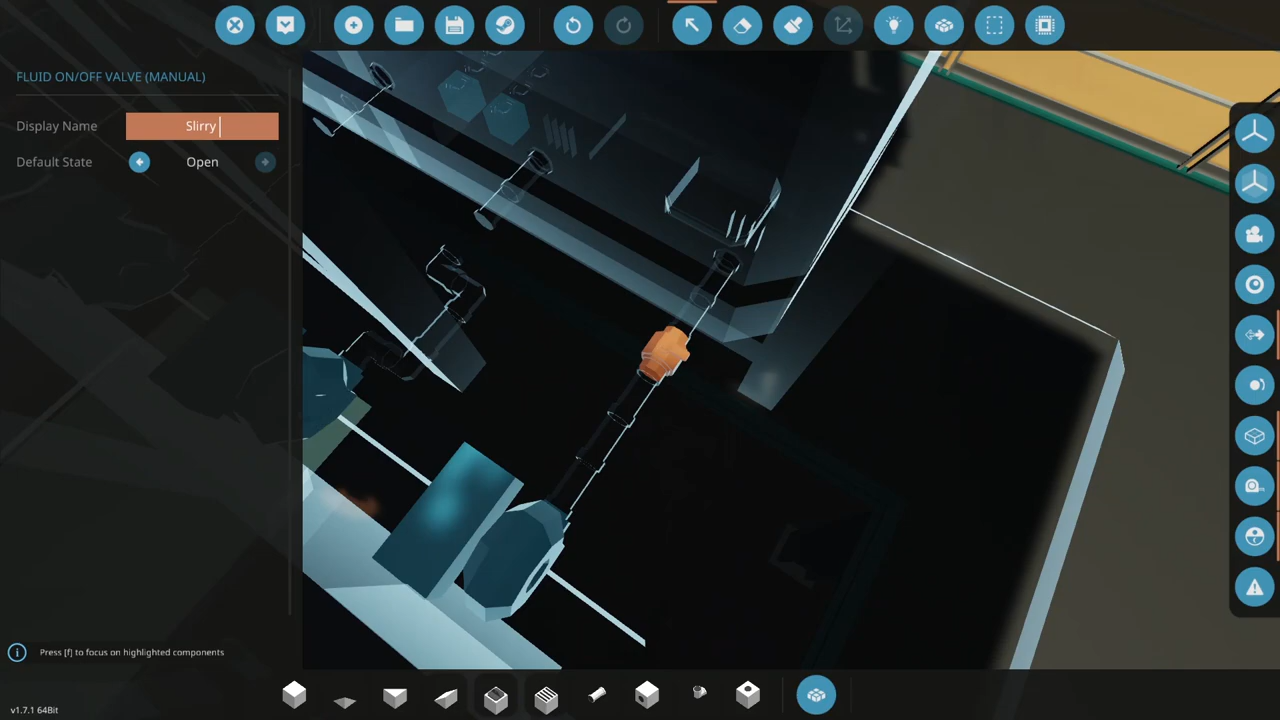 FLUID ON/OFF VALVE (MANUAL)
Display Name Slirry
Default State Open
Press [f] to focus on highlighted components
v1.7.1 64Bit